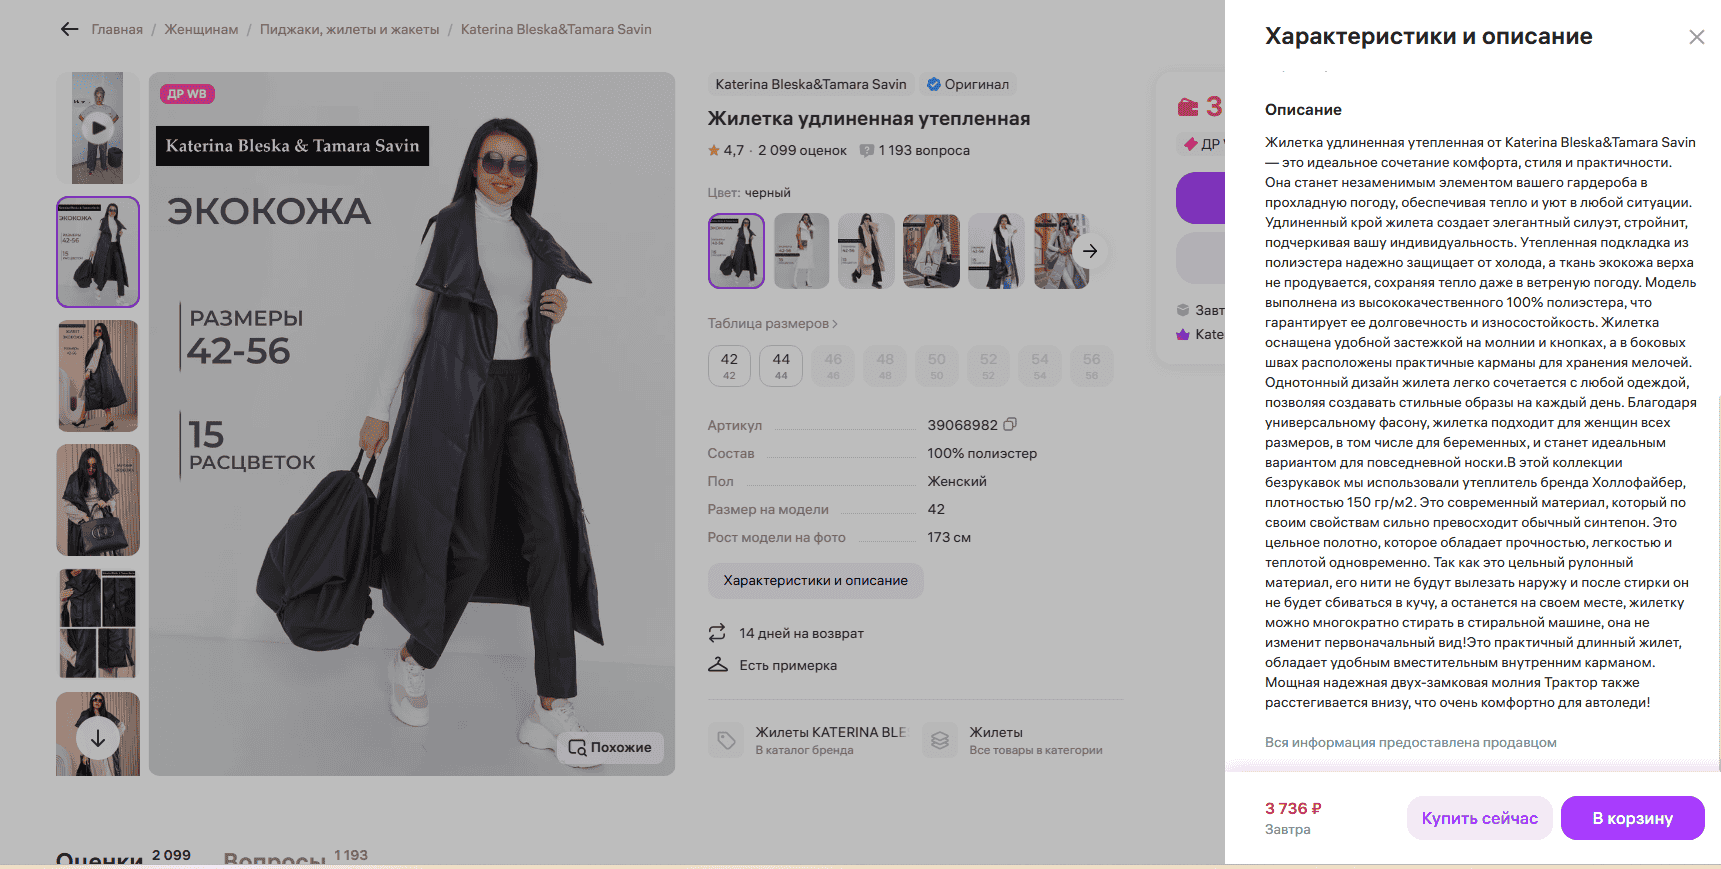 Главная / Женщинам / Пиджаки, жилеты и жакеты / Katerina Bleska&Tamara Savin
ДР WB
Katerina Bleska & Tamara Savin
ЭКОКОЖА
РАЗМЕРЫ
42-56
15
РАСЦВЕТОК
Похожие
Katerina Bleska&Tamara Savin
Оригинал
Жилетка удлиненная утепленная
4,7 · 2 099 оценок
1 193 вопроса
Цвет: черный
Таблица размеров
42 44 46 48 50 52 54 56
42 44 46 48 50 52 54 56
Артикул 39068982
Состав 100% полиэстер
Пол Женский
Размер на модели 42
Рост модели на фото 173 см
Характеристики и описание
14 дней на возврат
Есть примерка
Жилеты KATERINA BLE
В каталог бренда
Жилеты
Все товары в категории
3
ДР
Завт
Kate
Оценки 2 099
Вопросы 1 193
Характеристики и описание
Описание
Жилетка удлиненная утепленная от Katerina Bleska&Tamara Savin
— это идеальное сочетание комфорта, стиля и практичности.
Она станет незаменимым элементом вашего гардероба в
прохладную погоду, обеспечивая тепло и уют в любой ситуации.
Удлиненный крой жилета создает элегантный силуэт, стройнит,
подчеркивая вашу индивидуальность. Утепленная подкладка из
полиэстера надежно защищает от холода, а ткань экокожа верха
не продувается, сохраняя тепло даже в ветреную погоду. Модель
выполнена из высококачественного 100% полиэстера, что
гарантирует ее долговечность и износостойкость. Жилетка
оснащена удобной застежкой на молнии и кнопках, а в боковых
швах расположены практичные карманы для хранения мелочей.
Однотонный дизайн жилета легко сочетается с любой одеждой,
позволяя создавать стильные образы на каждый день. Благодаря
универсальному фасону, жилетка подходит для женщин всех
размеров, в том числе для беременных, и станет идеальным
вариантом для повседневной носки.В этой коллекции
безрукавок мы использовали утеплитель бренда Холлофайбер,
плотностью 150 гр/м2. Это современный материал, который по
своим свойствам сильно превосходит обычный синтепон. Это
цельное полотно, которое обладает прочностью, легкостью и
теплотой одновременно. Так как это цельный рулонный
материал, его нити не будут вылезать наружу и после стирки он
не будет сбиваться в кучу, а останется на своем месте, жилетку
можно многократно стирать в стиральной машине, она не
изменит первоначальный вид!Это практичный длинный жилет,
обладает удобным вместительным внутренним карманом.
Мощная надежная двух-замковая молния Трактор также
расстегивается внизу, что очень комфортно для автоледи!
Вся информация предоставлена продавцом
3 736 ₽
Завтра
Купить сейчас
В корзину